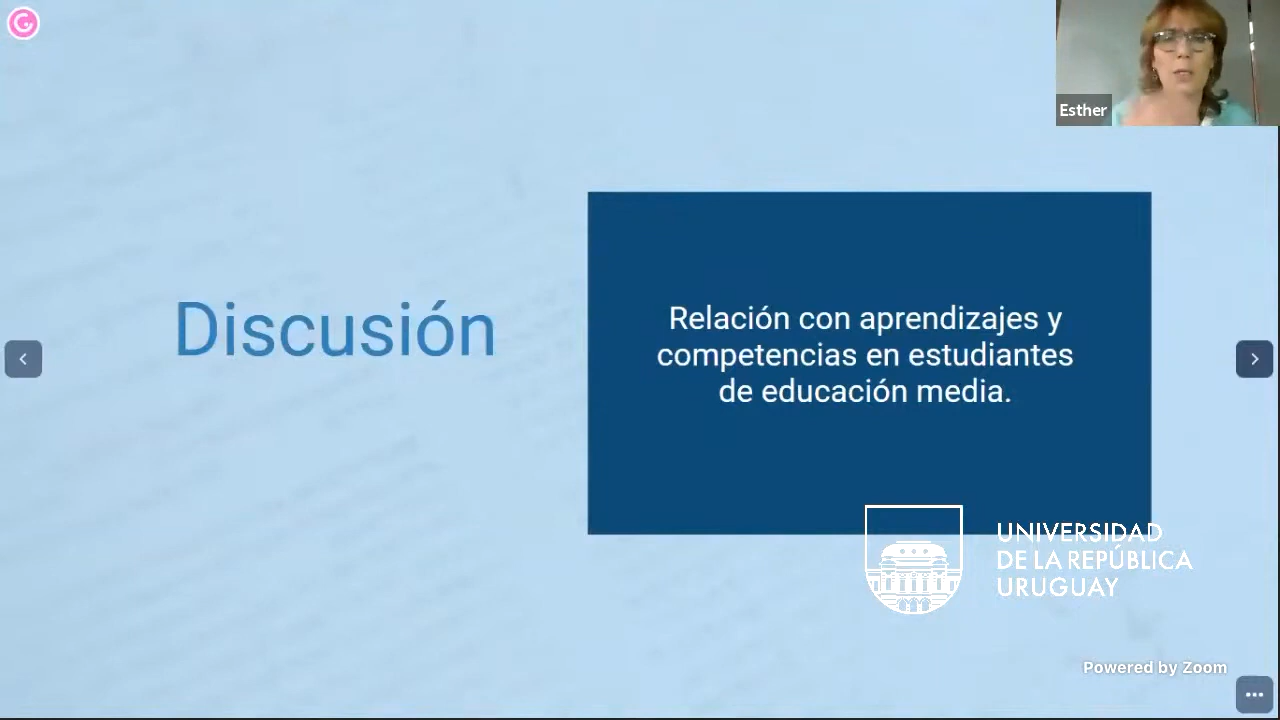 Esther
Discusión
Relación con aprendizajes y
competencias en estudiantes
de educación media.
UNIVERSIDAD
DE LA REPÚBLICA
URUGUAY
Powered by Zoom